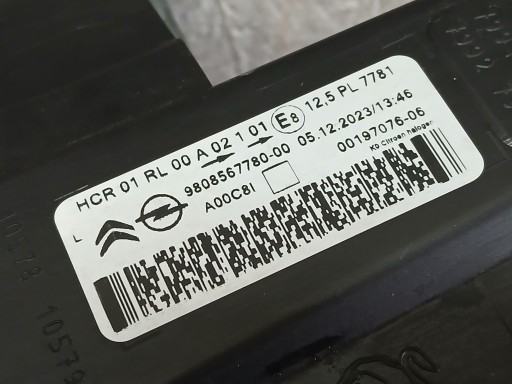 HCR 01 RL 00 A 02 1 01 E8 12,5 PL 7781
9808567780-00 05.12.2023/13:46
A00C8I 00197076-06
K9 Citroen halogen
L
10579